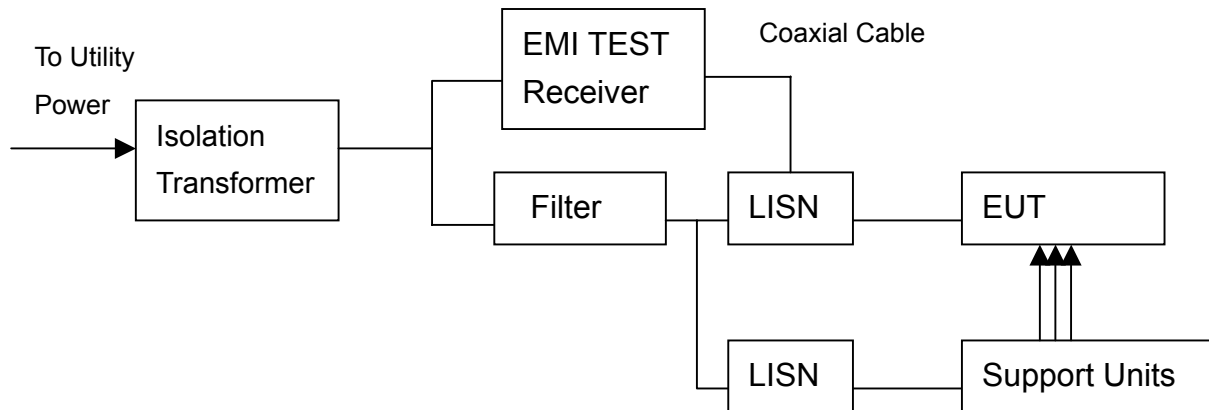 To Utility
Power
Isolation
Transformer
EMI TEST
Receiver
Coaxial Cable
Filter
LISN
EUT
LISN
Support Units